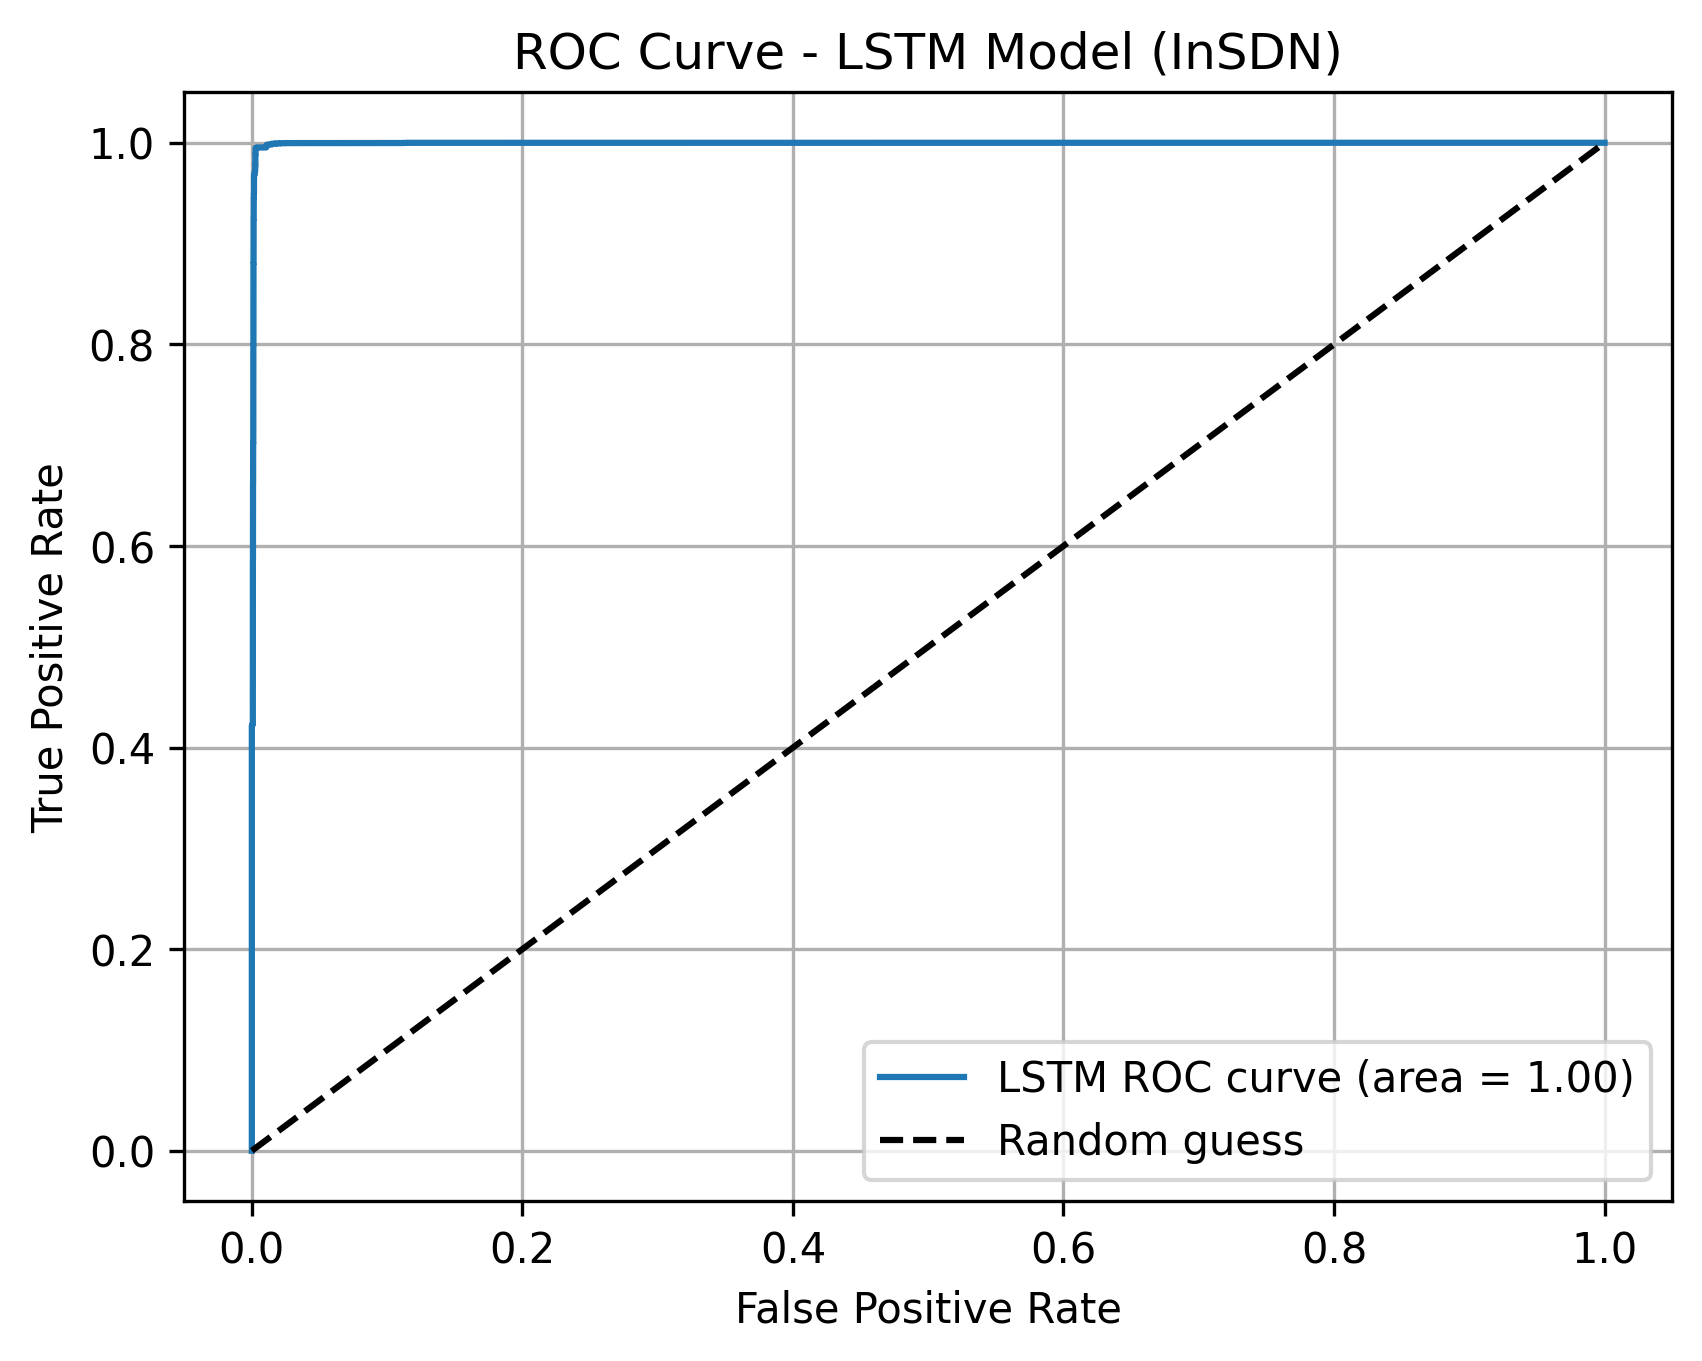 ROC Curve - LSTM Model (InSDN)
True Positive Rate
1.0
0.8
0.6
0.4
0.2
0.0
LSTM ROC curve (area = 1.00)
Random guess
0.0 0.2 0.4 0.6 0.8 1.0
False Positive Rate